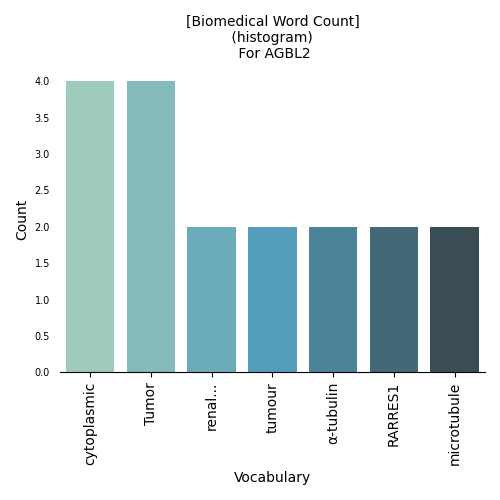 [Biomedical Word Count]
(histogram)
For AGBL2
Count
4.0
3.5
3.0
2.5
2.0
1.5
1.0
0.5
0.0
cytoplasmic
Tumor
renal...
tumour
α-tubulin
RARRES1
microtubule
Vocabulary